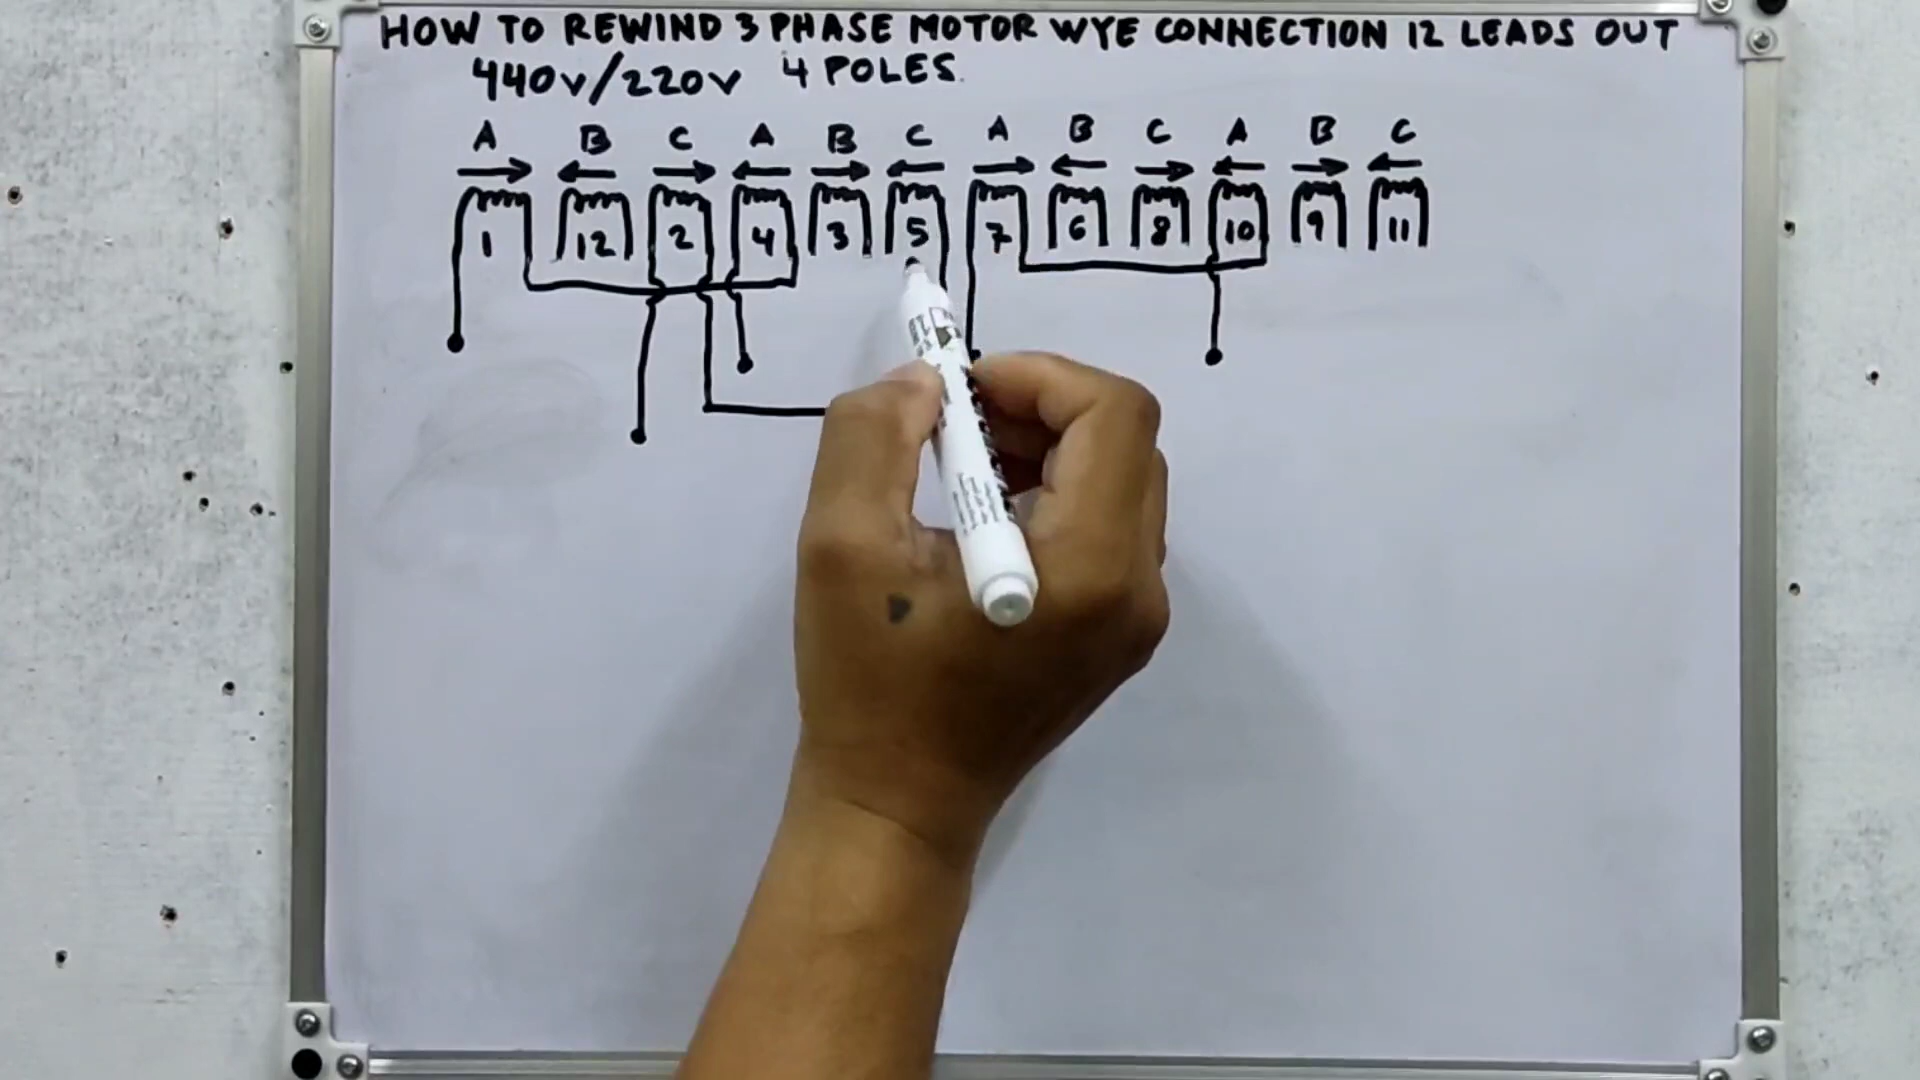 HOW TO REWIND 3 PHASE MOTOR WYE CONNECTION 12 LEADS OUT
440V/220V 4 POLES.
A B C A B C A B C A B C
1 12 2 4 3 5 7 6 8 10 9 11